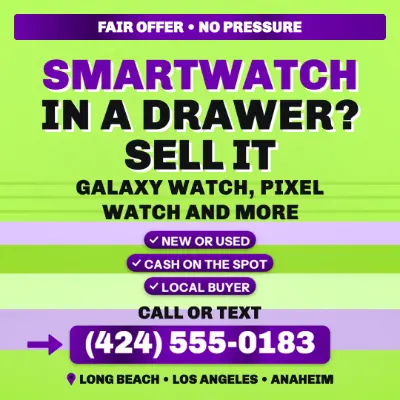 FAIR OFFER • NO PRESSURE
SMARTWATCH
IN A DRAWER?
SELL IT
GALAXY WATCH, PIXEL
WATCH AND MORE
NEW OR USED
CASH ON THE SPOT
LOCAL BUYER
CALL OR TEXT
(424) 555-0183
LONG BEACH • LOS ANGELES • ANAHEIM